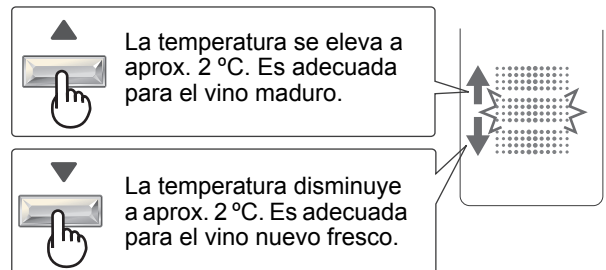 La temperatura se eleva a
aprox. 2 ºC. Es adecuada
para el vino maduro.
La temperatura disminuye
a aprox. 2 ºC. Es adecuada
para el vino nuevo fresco.